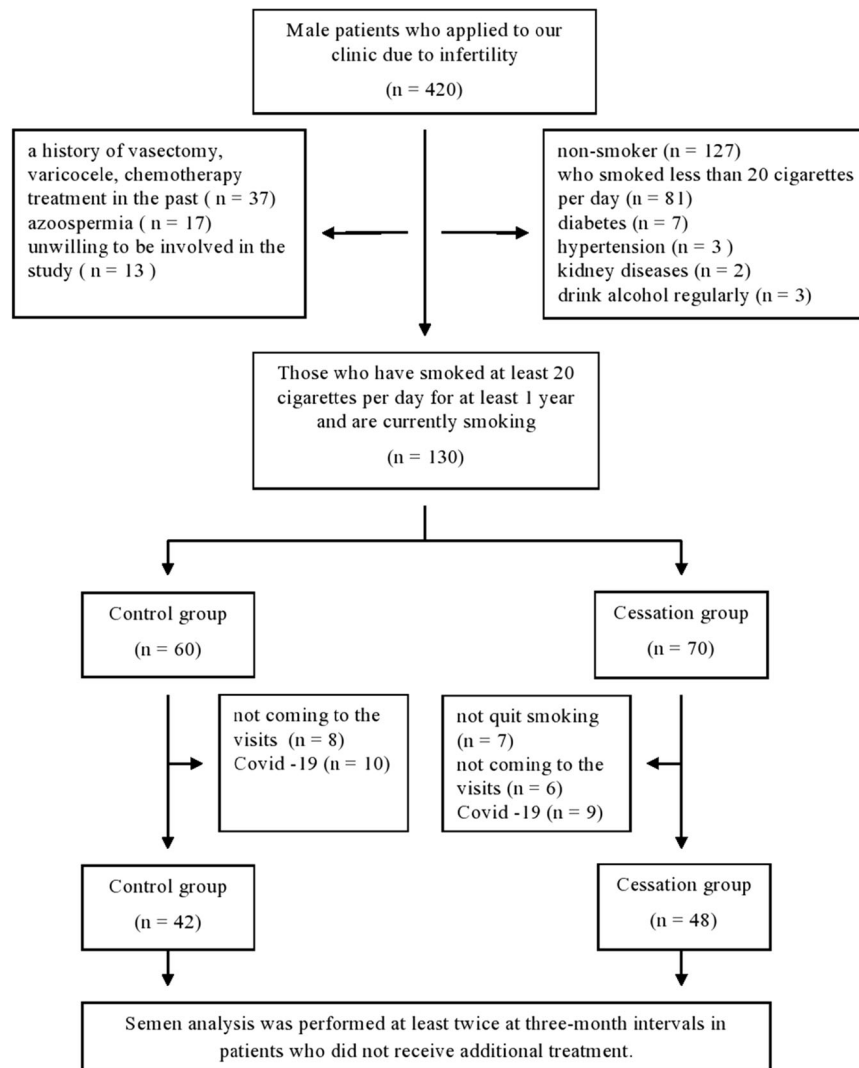 Male patients who applied to our
clinic due to infertility
(n = 420)
a history of vasectomy,
varicocele, chemotherapy
treatment in the past ( n = 37)
azoospermia ( n = 17)
unwilling to be involved in the
study ( n = 13 )
non-smoker (n = 127)
who smoked less than 20 cigarettes
per day (n = 81)
diabetes (n = 7)
hypertension (n = 3 )
kidney diseases (n = 2)
drink alcohol regularly (n = 3)
Those who have smoked at least 20
cigarettes per day for at least 1 year
and are currently smoking
(n = 130)
Control group
(n = 60)
Cessation group
(n = 70)
not coming to the
visits  (n = 8)
Covid -19 (n = 10)
not quit smoking
(n = 7)
not coming to the
visits (n = 6)
Covid -19 (n = 9)
Control group
(n = 42)
Cessation group
(n = 48)
Semen analysis was performed at least twice at three-month intervals in
patients who did not receive additional treatment.